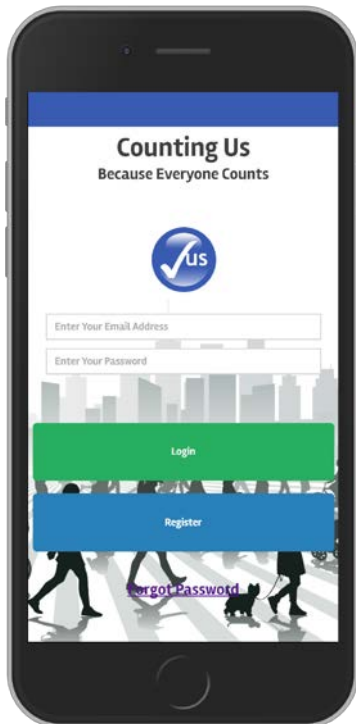 Counting Us
Because Everyone Counts
us
Enter Your Email Address
Enter Your Password
Login
Register
Forgot Password